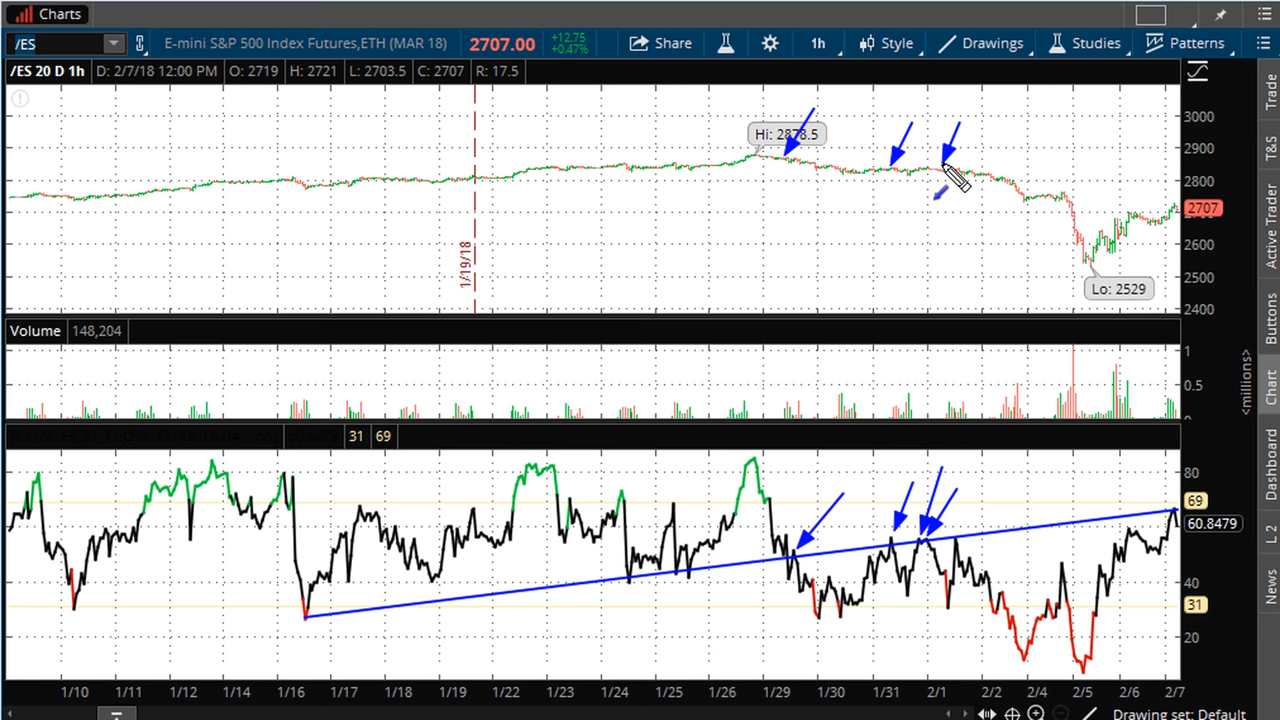 Charts
/ES
E-mini S&P 500 Index Futures,ETH (MAR 18)
2707.00
+12.75
+0.47%
Share
1h
Style
Drawings
Studies
Patterns
/ES 20 D 1h
D: 2/7/18 12:00 PM
O: 2719
H: 2721
L: 2703.5
C: 2707
R: 17.5
Hi: 2878.5
Lo: 2529
1/19/18
3000
2900
2800
2707
2600
2500
2400
Volume
148,204
1
0.5
0
<millions>
31
69
80
69
60.8479
40
31
20
1/10
1/11
1/12
1/14
1/16
1/17
1/18
1/19
1/22
1/23
1/24
1/25
1/26
1/29
1/30
1/31
2/1
2/2
2/4
2/5
2/6
2/7
Drawing set: Default
Trade
T&S
Active Trader
Buttons
Chart
Dashboard
L 2
News